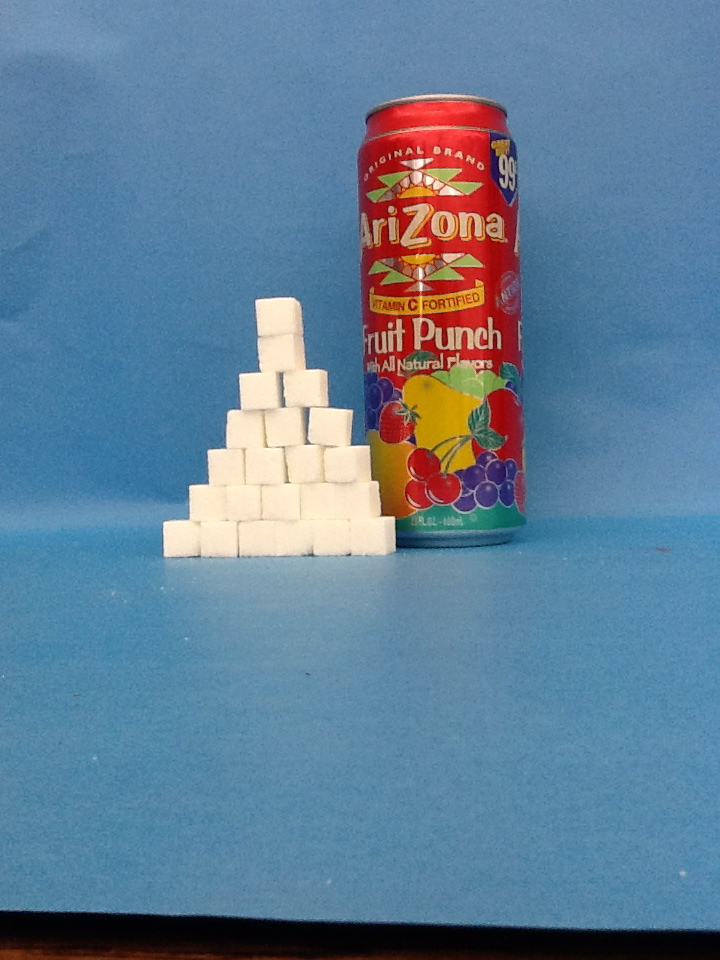 ORIGINAL BRAND
99¢
AriZona
VITAMIN C FORTIFIED
Fruit Punch
With All Natural Flavors